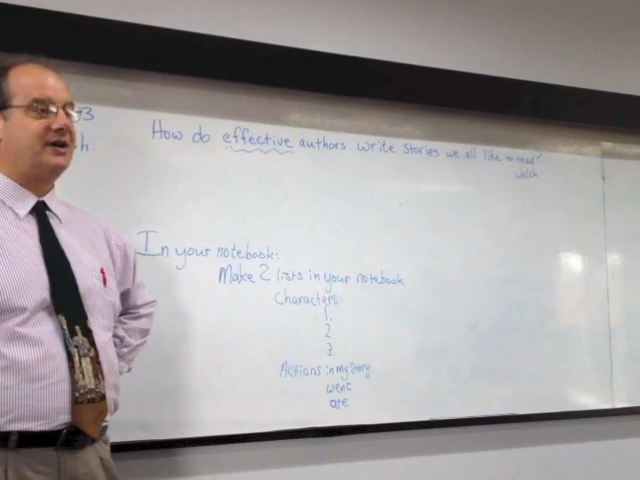 3
h:
How do effective authors write stories we all like to read?
Watch
In your notebook:
Make 2 lists in your notebook
Characters:
1.
2
3.
Actions in my story:
went
ate